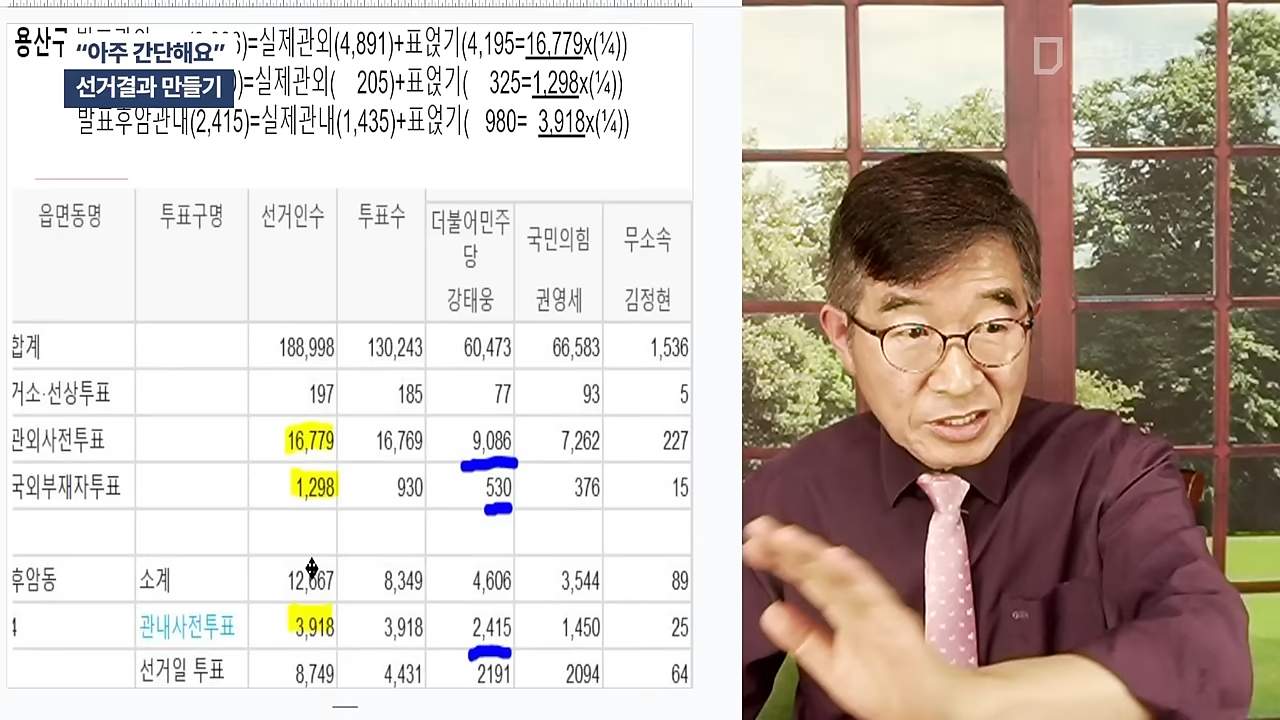 용산구
"아주 간단해요"
선거결과 만들기
)=실제관외(4,891)+표얹기(4,195=16,779x(¼))
)=실제관외( 205)+표얹기( 325=1,298x(¼))
발표후암관내(2,415)=실제관내(1,435)+표얹기( 980= 3,918x(¼))
읍면동명 투표구명 선거인수 투표수 더불어민주당 강태웅 국민의힘 권영세 무소속 김정현
합계 188,998 130,243 60,473 66,583 1,536
거소·선상투표 197 185 77 93 5
관외사전투표 16,779 16,769 9,086 7,262 227
국외부재자투표 1,298 930 530 376 15
후암동 소계 8,349 4,606 3,544 89
4 관내사전투표 3,918 3,918 2,415 1,450 25
선거일 투표 8,749 4,431 2191 2094 64